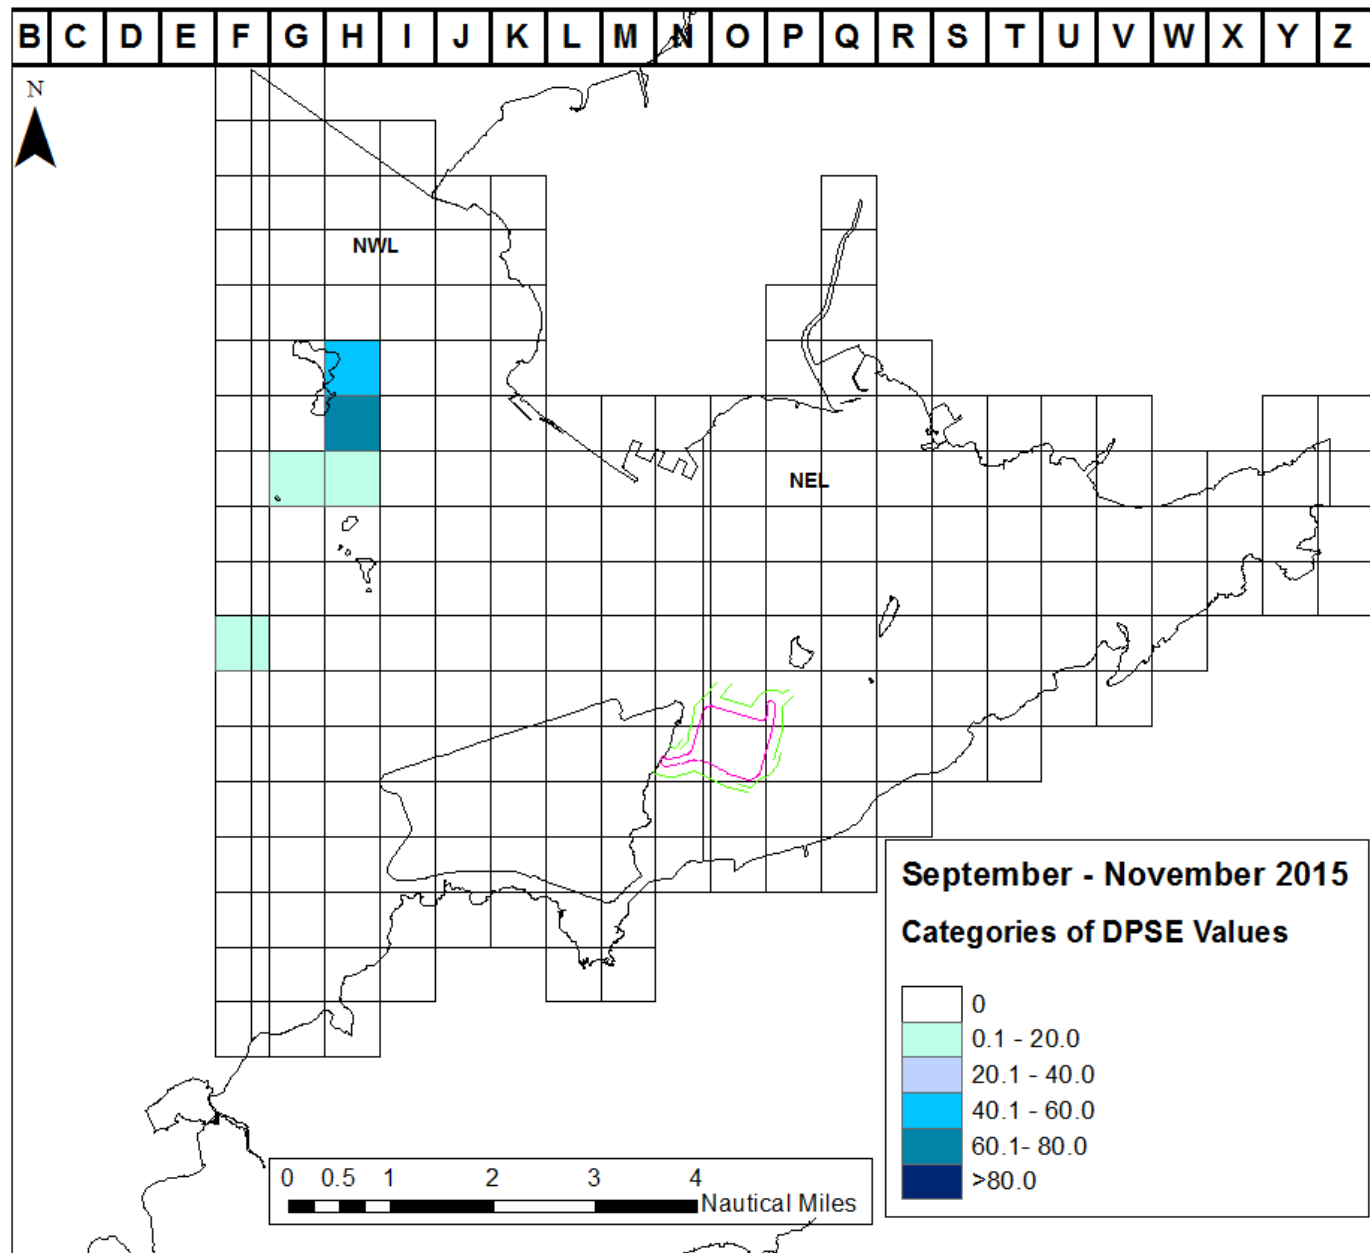 B C D E F G H I J K L M N O P Q R S T U V W X Y Z
N
NWL
NEL
September - November 2015
Categories of DPSE Values
0
0.1 - 20.0
20.1 - 40.0
40.1 - 60.0
60.1- 80.0
>80.0
0 0.5 1 2 3 4
Nautical Miles